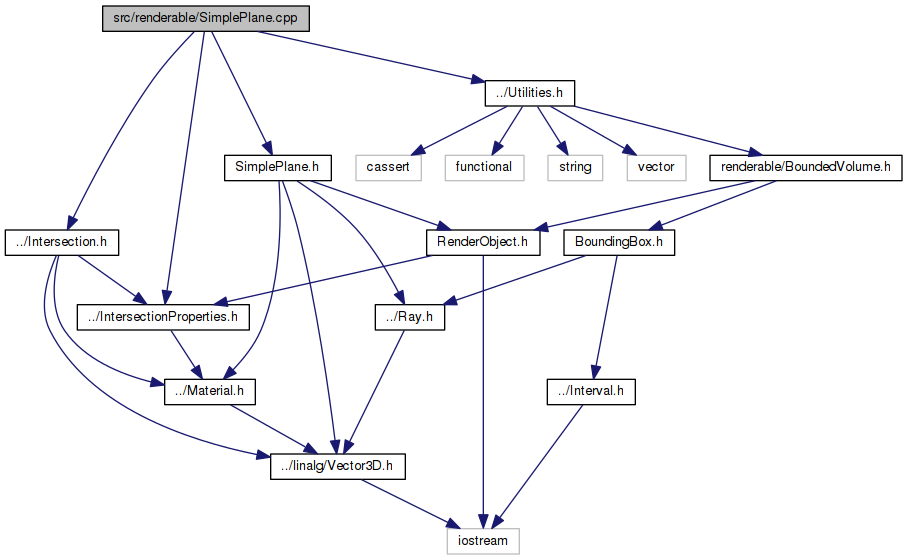 src/renderable/SimplePlane.cpp
../Utilities.h
SimplePlane.h
cassert
functional
string
vector
renderable/BoundedVolume.h
../Intersection.h
RenderObject.h
BoundingBox.h
../IntersectionProperties.h
../Ray.h
../Material.h
../Interval.h
../linalg/Vector3D.h
iostream